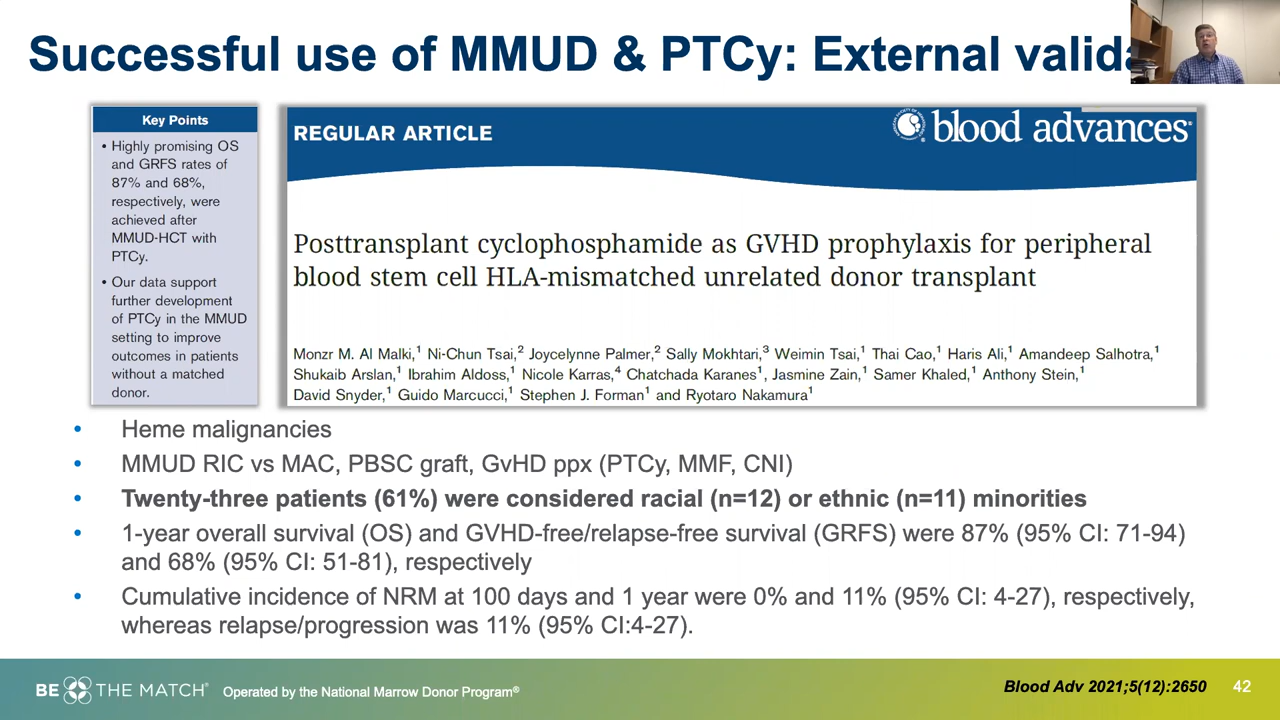 Successful use of MMUD & PTCy: External valida
Key Points
• Highly promising OS
and GRFS rates of
87% and 68%,
respectively, were
achieved after
MMUD-HCT with
PTCy.
• Our data support
further development
of PTCy in the MMUD
setting to improve
outcomes in patients
without a matched
donor.
REGULAR ARTICLE
blood advances®
Posttransplant cyclophosphamide as GVHD prophylaxis for peripheral
blood stem cell HLA-mismatched unrelated donor transplant
Monzr M. Al Malki,¹ Ni-Chun Tsai,² Joycelynne Palmer,² Sally Mokhtari,³ Weimin Tsai,¹ Thai Cao,¹ Haris Ali,¹ Amandeep Salhotra,¹
Shukaib Arslan,¹ Ibrahim Aldoss,¹ Nicole Karras,⁴ Chatchada Karanes¹, Jasmine Zain,¹ Samer Khaled,¹ Anthony Stein,¹
David Snyder,¹ Guido Marcucci,¹ Stephen J. Forman¹ and Ryotaro Nakamura¹
• Heme malignancies
• MMUD RIC vs MAC, PBSC graft, GvHD ppx (PTCy, MMF, CNI)
• Twenty-three patients (61%) were considered racial (n=12) or ethnic (n=11) minorities
• 1-year overall survival (OS) and GVHD-free/relapse-free survival (GRFS) were 87% (95% CI: 71-94)
and 68% (95% CI: 51-81), respectively
• Cumulative incidence of NRM at 100 days and 1 year were 0% and 11% (95% CI: 4-27), respectively,
whereas relapse/progression was 11% (95% CI:4-27).
BE THE MATCH® Operated by the National Marrow Donor Program®
Blood Adv 2021;5(12):2650 42